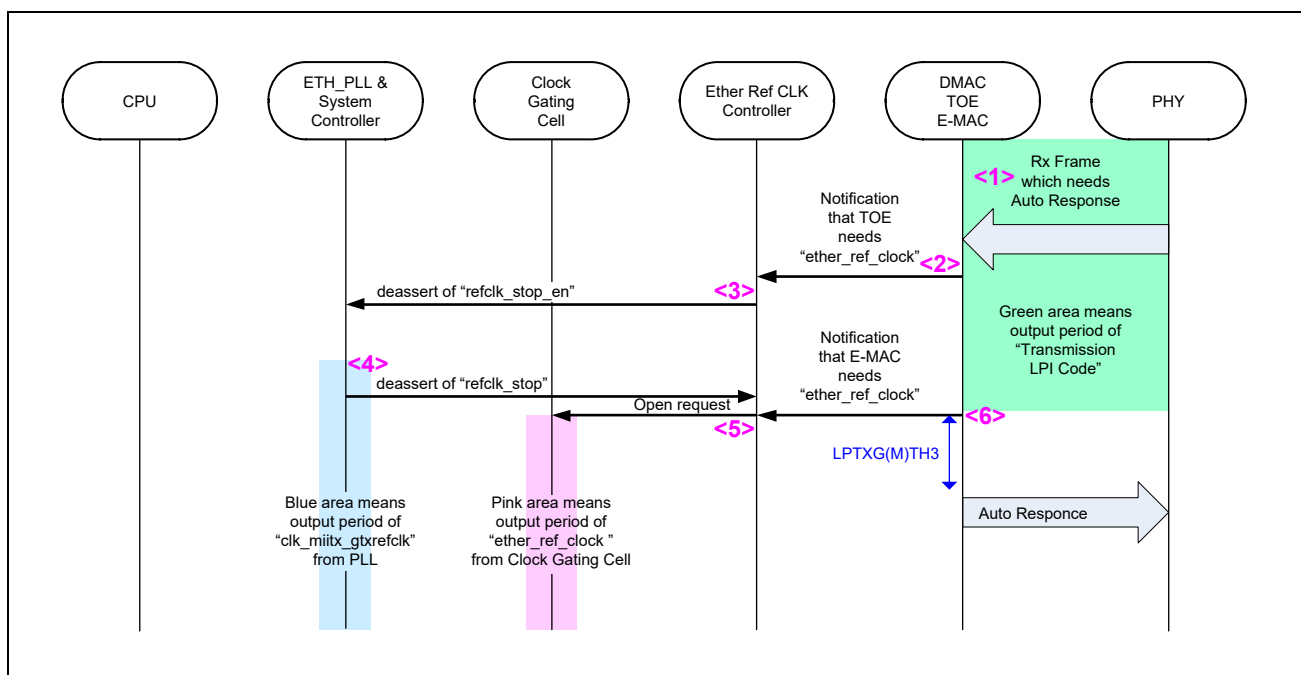 CPU
ETH_PLL &
System
Controller
Clock
Gating
Cell
Ether Ref CLK
Controller
DMAC
TOE
E-MAC
PHY
<1>
Rx Frame
which needs
Auto Response
Notification
that TOE
needs
“ether_ref_clock”
<2>
deassert of “refclk_stop_en”
<3>
Green area means
output period of
“Transmission
LPI Code”
Notification
that E-MAC
needs
“ether_ref_clock”
<4>
deassert of “refclk_stop”
Open request
<5>
<6>
LPTXG(M)TH3
Blue area means
output period of
“clk_miitx_gtxrefclk”
from PLL
Pink area means
output period of
“ether_ref_clock ”
from Clock Gating Cell
Auto Responce